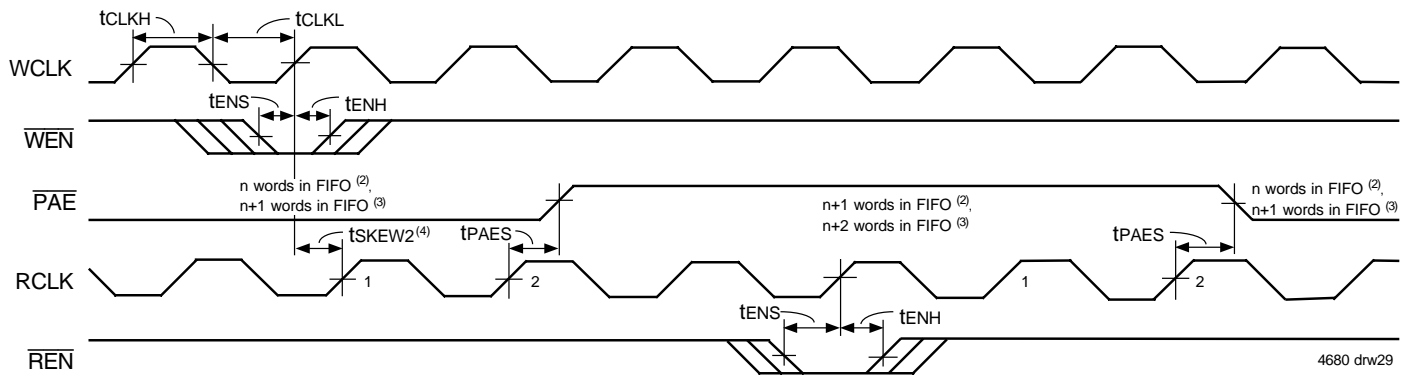 tCLKH
tCLKL
WCLK
tENS
tENH
WEN
n words in FIFO (2),
n+1 words in FIFO (3)
PAE
n+1 words in FIFO (2),
n+2 words in FIFO (3)
n words in FIFO (2),
n+1 words in FIFO (3)
tSKEW2(4)
tPAES
tPAES
RCLK
1
2
1
2
tENS
tENH
REN
4680 drw29